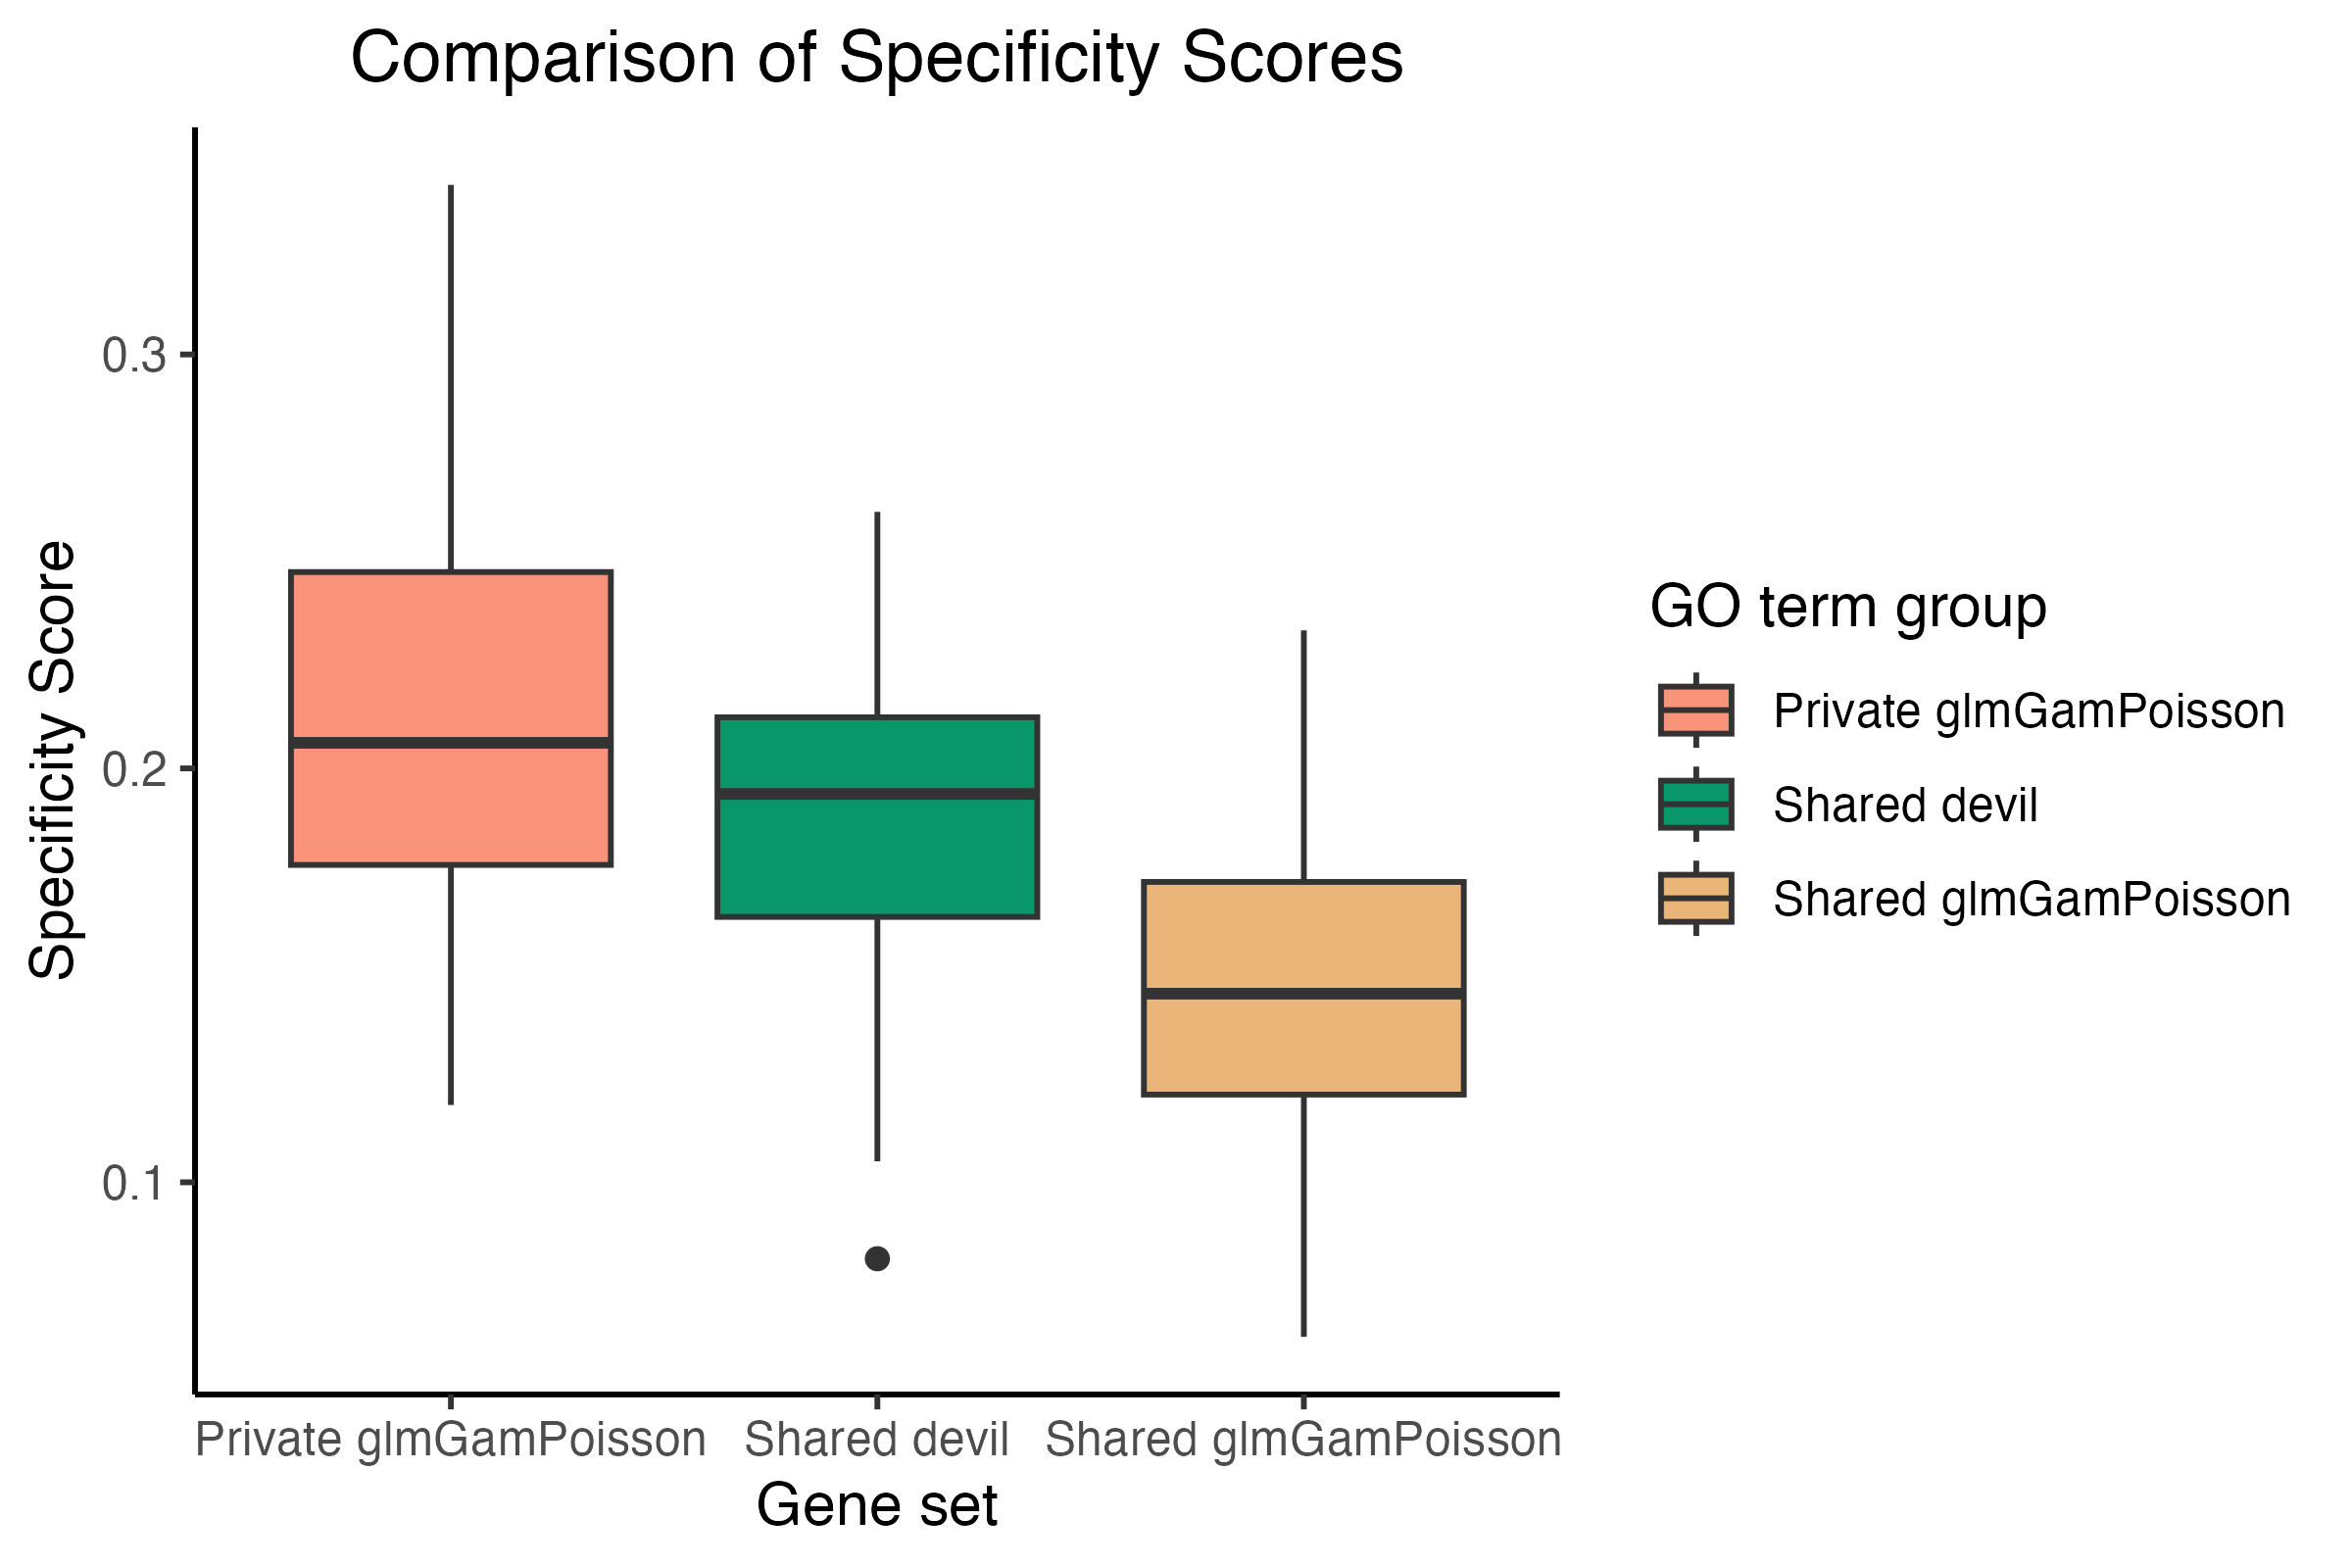 Comparison of Specificity Scores
Specificity Score
0.3
0.2
0.1
Private glmGamPoisson
Shared devil
Shared glmGamPoisson
Gene set
GO term group
Private glmGamPoisson
Shared devil
Shared glmGamPoisson